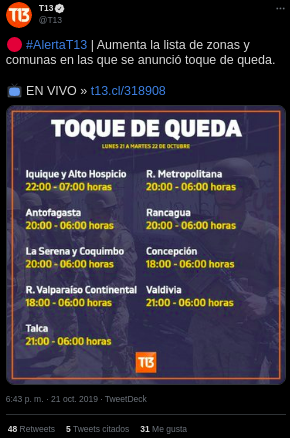 T13
@T13
#AlertaT13 | Aumenta la lista de zonas y
comunas en las que se anunció toque de queda.
EN VIVO » t13.cl/318908
TOQUE DE QUEDA
LUNES 21 A MARTES 22 DE OCTUBRE
Iquique y Alto Hospicio
22:00 - 07:00 horas
Antofagasta
20:00 - 06:00 horas
La Serena y Coquimbo
20:00 - 06:00 horas
R. Valparaíso Continental
18:00 - 06:00 horas
Talca
21:00 - 06:00 horas
R. Metropolitana
20:00 - 06:00 horas
Rancagua
20:00 - 06:00 horas
Concepción
18:00 - 06:00 horas
Valdivia
21:00 - 06:00 horas
T13
6:43 p. m. · 21 oct. 2019 · TweetDeck
48 Retweets 5 Tweets citados 31 Me gusta